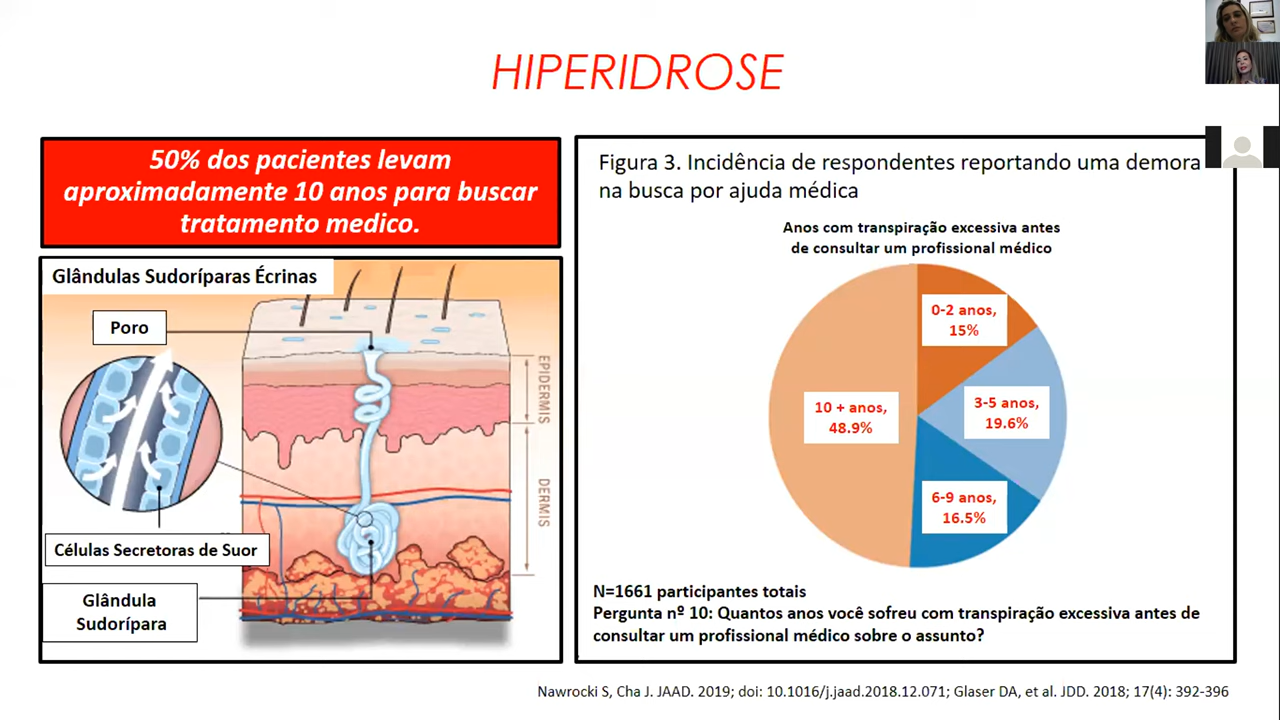 HIPERIDROSE
50% dos pacientes levam
aproximadamente 10 anos para buscar
tratamento medico.
Glândulas Sudoríparas Écrinas
Poro
EPIDERMIS
DERMIS
Células Secretoras de Suor
Glândula
Sudorípara
Figura 3. Incidência de respondentes reportando uma demora
na busca por ajuda médica
Anos com transpiração excessiva antes
de consultar um profissional médico
0-2 anos,
15%
3-5 anos,
19.6%
10 + anos,
48.9%
6-9 anos,
16.5%
N=1661 participantes totais
Pergunta nº 10: Quantos anos você sofreu com transpiração excessiva antes de
consultar um profissional médico sobre o assunto?
Nawrocki S, Cha J. JAAD. 2019; doi: 10.1016/j.jaad.2018.12.071; Glaser DA, et al. JDD. 2018; 17(4): 392-396